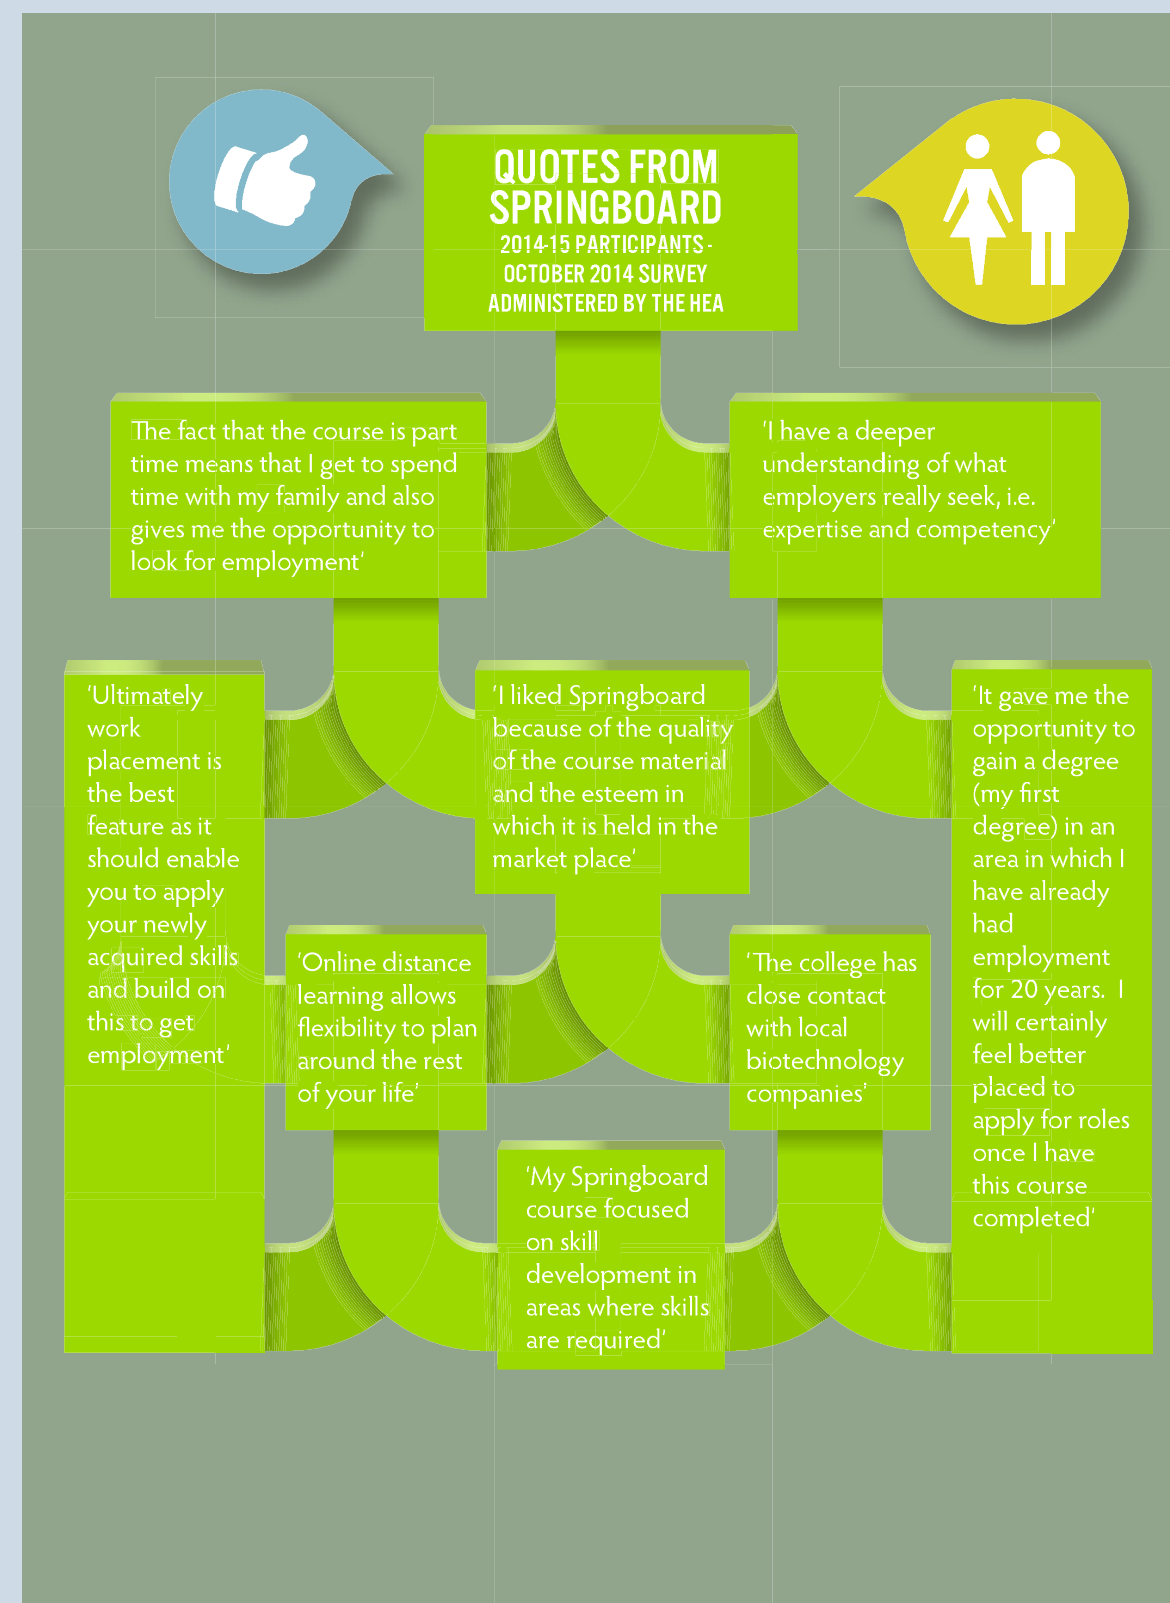 QUOTES FROM
SPRINGBOARD
2014-15 PARTICIPANTS -
OCTOBER 2014 SURVEY
ADMINISTERED BY THE HEA
The fact that the course is part
time means that I get to spend
time with my family and also
gives me the opportunity to
look for employment'
'I have a deeper
understanding of what
employers really seek, i.e.
expertise and competency'
'Ultimately
work
placement is
the best
feature as it
should enable
you to apply
your newly
acquired skills
and build on
this to get
employment'
'I liked Springboard
because of the quality
of the course material
and the esteem in
which it is held in the
market place'
'It gave me the
opportunity to
gain a degree
(my first
degree) in an
area in which I
have already
had
employment
for 20 years.  I
will certainly
feel better
placed to
apply for roles
once I have
this course
completed'
'Online distance
learning allows
flexibility to plan
around the rest
of your life'
'The college has
close contact
with local
biotechnology
companies'
'My Springboard
course focused
on skill
development in
areas where skills
are required'